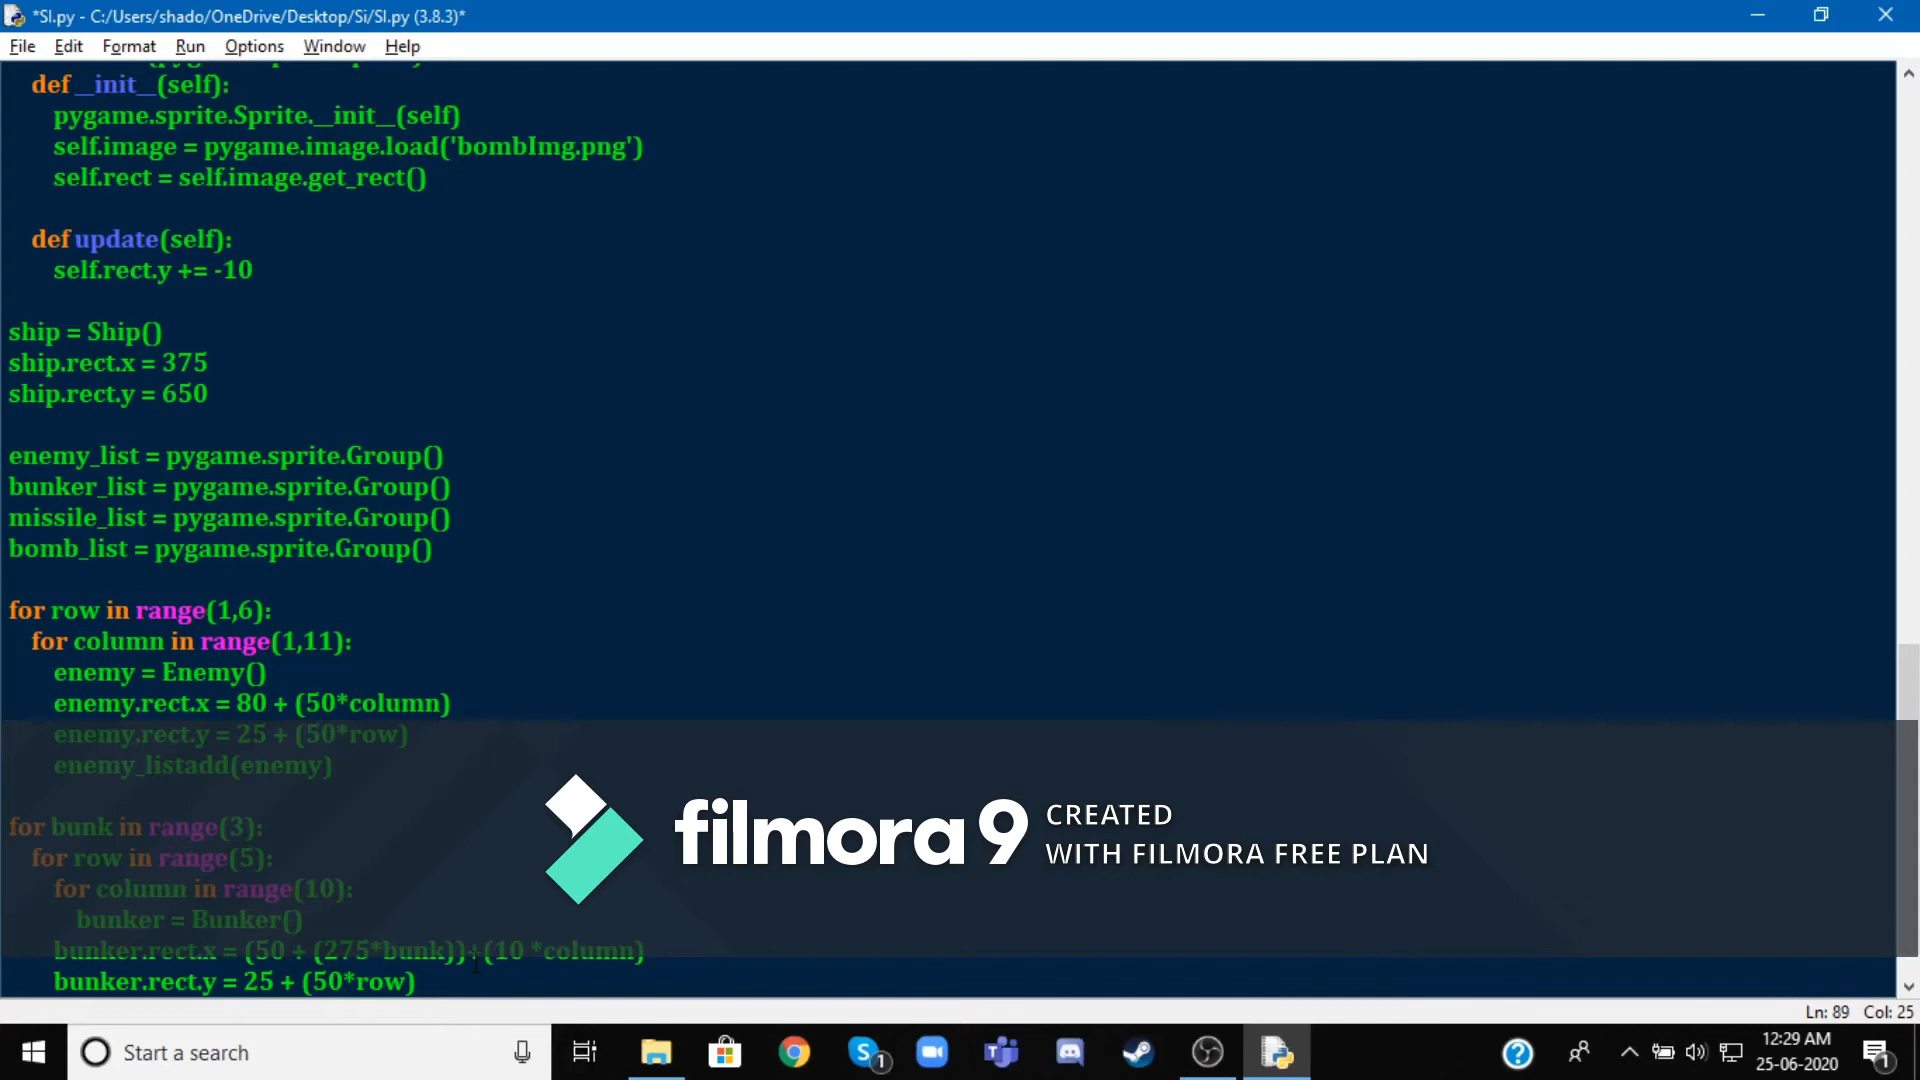 *SI.py - C:/Users/shado/OneDrive/Desktop/Si/SI.py (3.8.3)*
File Edit Format Run Options Window Help
def __init__(self):
pygame.sprite.Sprite.__init__(self)
self.image = pygame.image.load('bombImg.png')
self.rect = self.image.get_rect()
def update(self):
self.rect.y += -10
ship = Ship()
ship.rect.x = 375
ship.rect.y = 650
enemy_list = pygame.sprite.Group()
bunker_list = pygame.sprite.Group()
missile_list = pygame.sprite.Group()
bomb_list = pygame.sprite.Group()
for row in range(1,6):
for column in range(1,11):
enemy = Enemy()
enemy.rect.x = 80 + (50*column)
enemy.rect.y = 25 + (50*row)
enemy_listadd(enemy)
for bunk in range(3):
for row in range(5):
for column in range(10):
bunker = Bunker()
bunker.rect.x = (50 + (275*bunk))+(10 *column)
bunker.rect.y = 25 + (50*row)
filmora 9
CREATED
WITH FILMORA FREE PLAN
Ln: 89 Col: 25
Start a search
1
12:29 AM
25-06-2020
1